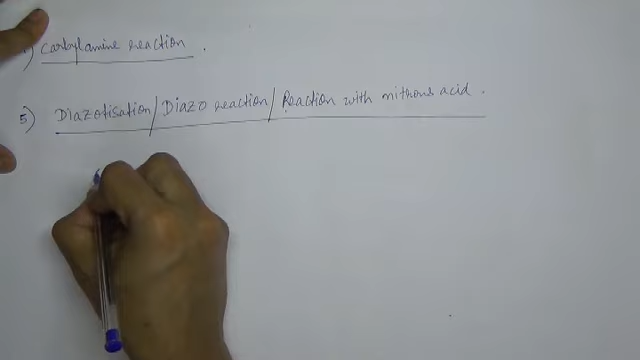 ) Carbylamine reaction .
5) Diazotisation/Diazo reaction/Reaction with nitrous acid .